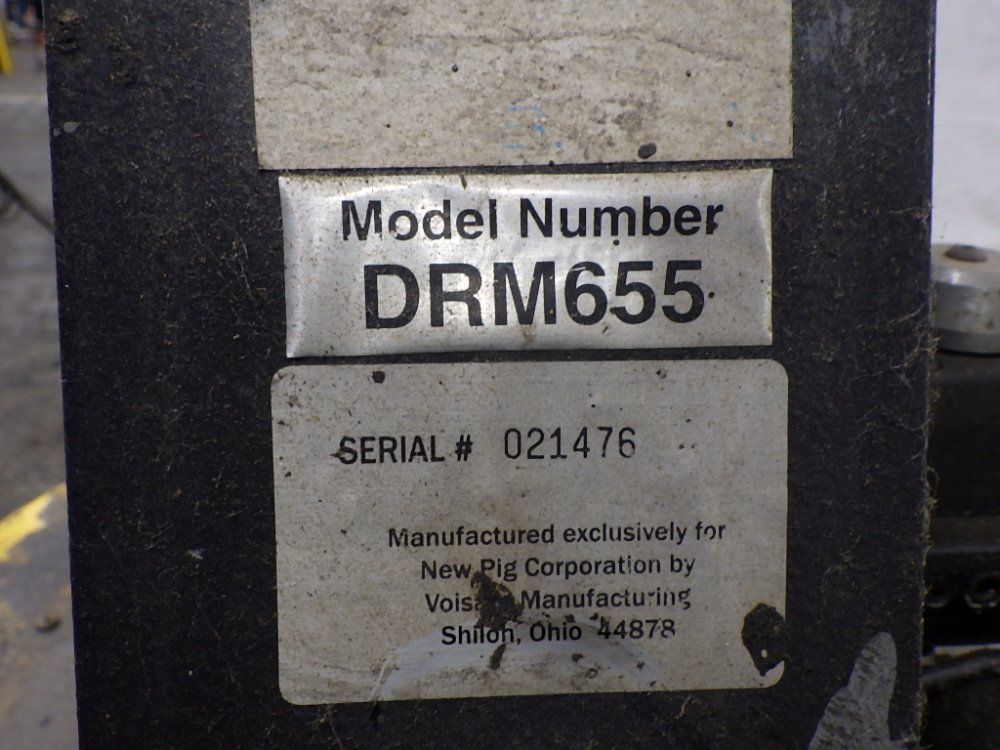 Model Number
DRM655
SERIAL # 021476
Manufactured exclusively for
New Pig Corporation by
Manufacturing
Shiloh, Ohio 44878